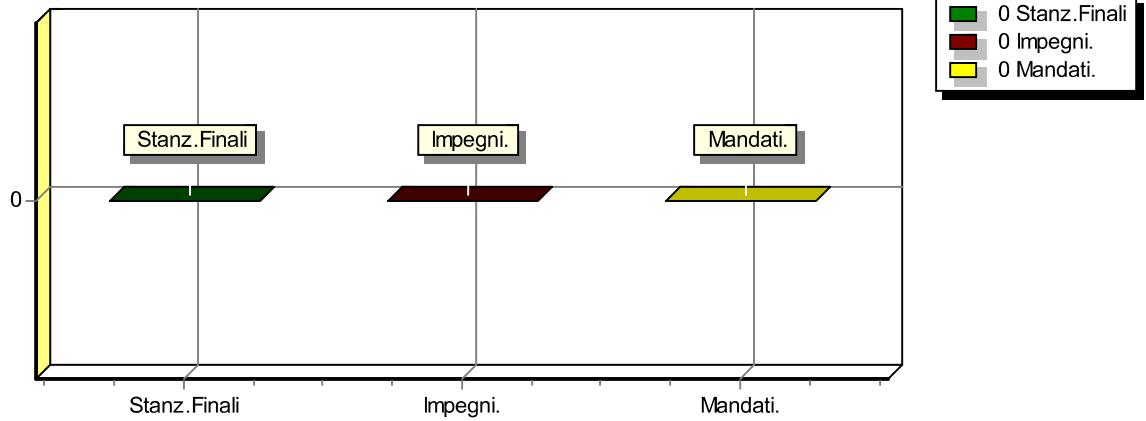 0 Stanz.Finali
0 Impegni.
0 Mandati.
Stanz.Finali
Impegni.
Mandati.
0
Stanz.Finali
Impegni.
Mandati.